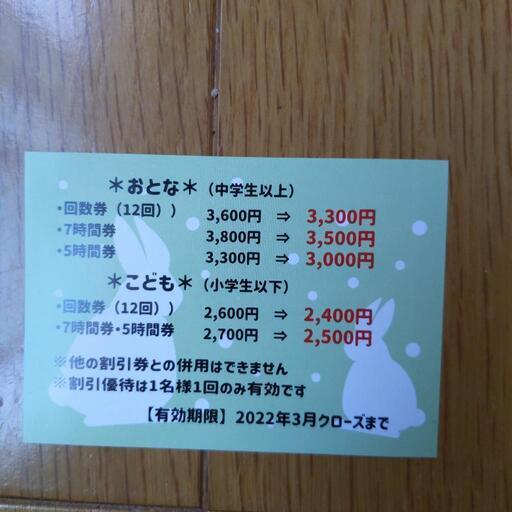 ＊おとな＊（中学生以上）
・回数券（12回）） 3,600円 ⇒ 3,300円
・7時間券 3,800円 ⇒ 3,500円
・5時間券 3,300円 ⇒ 3,000円
＊こども＊（小学生以下）
・回数券（12回）） 2,600円 ⇒ 2,400円
・7時間券・5時間券 2,700円 ⇒ 2,500円
※他の割引券との併用はできません
※割引優待は1名様1回のみ有効です
【有効期限】2022年3月クローズまで